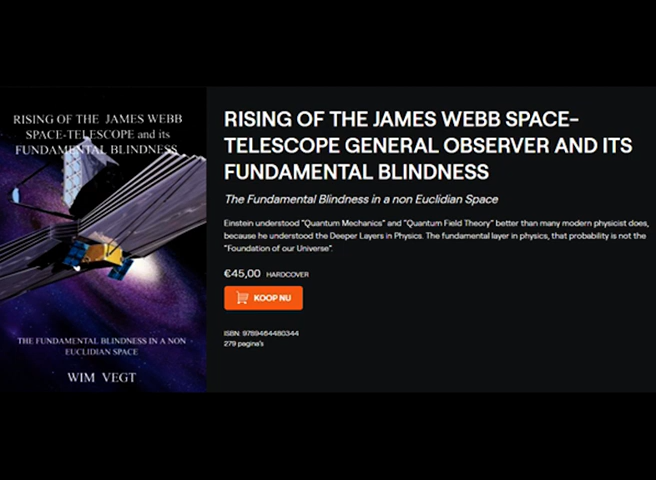 RISING OF THE JAMES WEBB
SPACE-TELESCOPE and its
FUNDAMENTAL BLINDNESS
THE FUNDAMENTAL BLINDNESS IN A NON
EUCLIDIAN SPACE
WIM VEGT
RISING OF THE JAMES WEBB SPACE-
TELESCOPE GENERAL OBSERVER AND ITS
FUNDAMENTAL BLINDNESS
The Fundamental Blindness in a non Euclidian Space
Einstein understood "Quantum Mechanics" and "Quantum Field Theory" better than many modern physicist does,
because he understood the Deeper Layers in Physics. The fundamental layer in physics, that probability is not the
"Foundation of our Universe".
€45,00 HARDCOVER
KOOP NU
ISBN: 9789464480344
279 pagina's